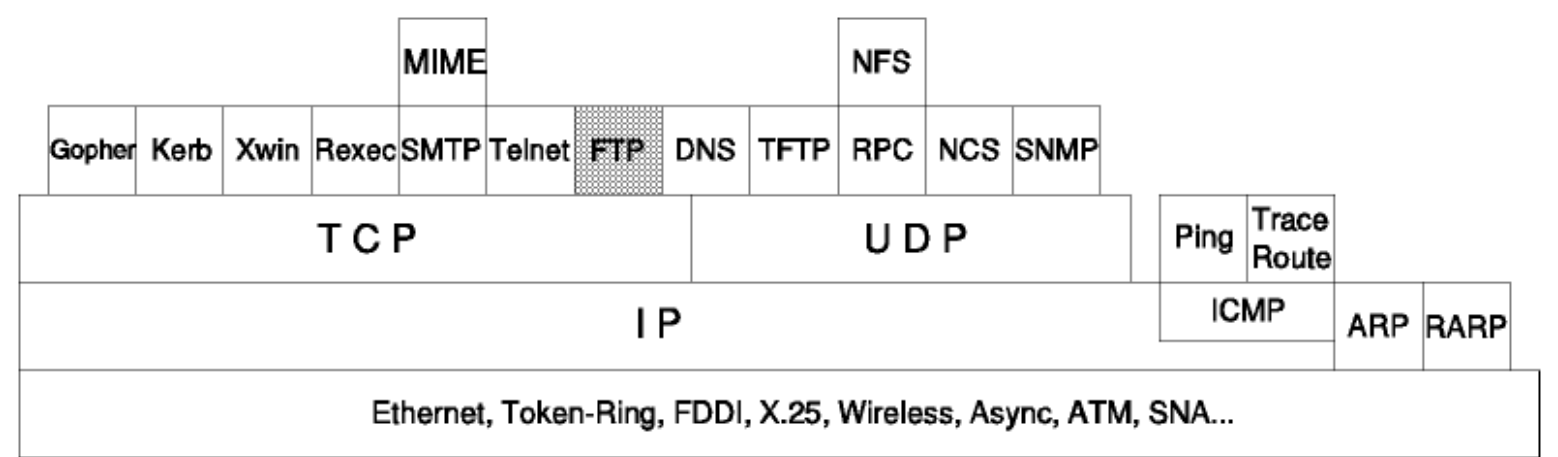 MIME NFS
Gopher Kerb Xwin Rexec SMTP Telnet FTP DNS TFTP RPC NCS SNMP
TCP UDP Ping Trace
Route
IP ICMP ARP RARP
Ethernet, Token-Ring, FDDI, X.25, Wireless, Async, ATM, SNA...